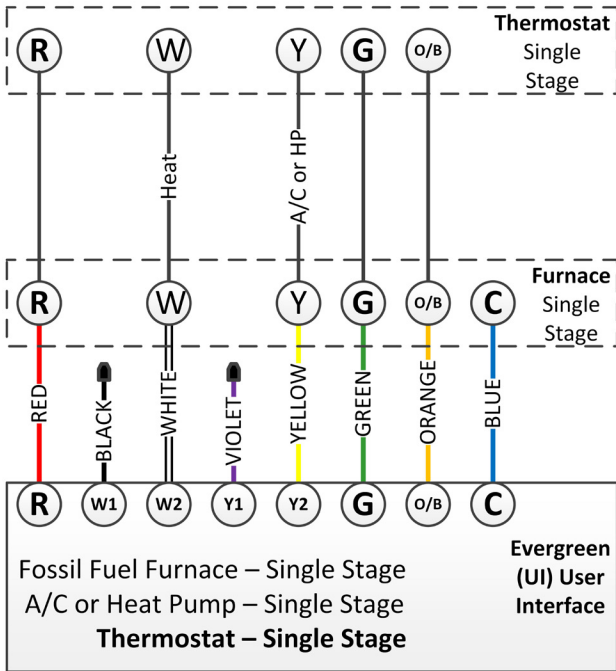 Thermostat
Single
Stage
R
W
Y
G
O/B
Heat
A/C or HP
Furnace
Single
Stage
R
W
Y
G
O/B
C
RED
BLACK
WHITE
VIOLET
YELLOW
GREEN
ORANGE
BLUE
R
W1
W2
Y1
Y2
G
O/B
C
Evergreen
(UI) User
Interface
Fossil Fuel Furnace – Single Stage
A/C or Heat Pump – Single Stage
Thermostat – Single Stage